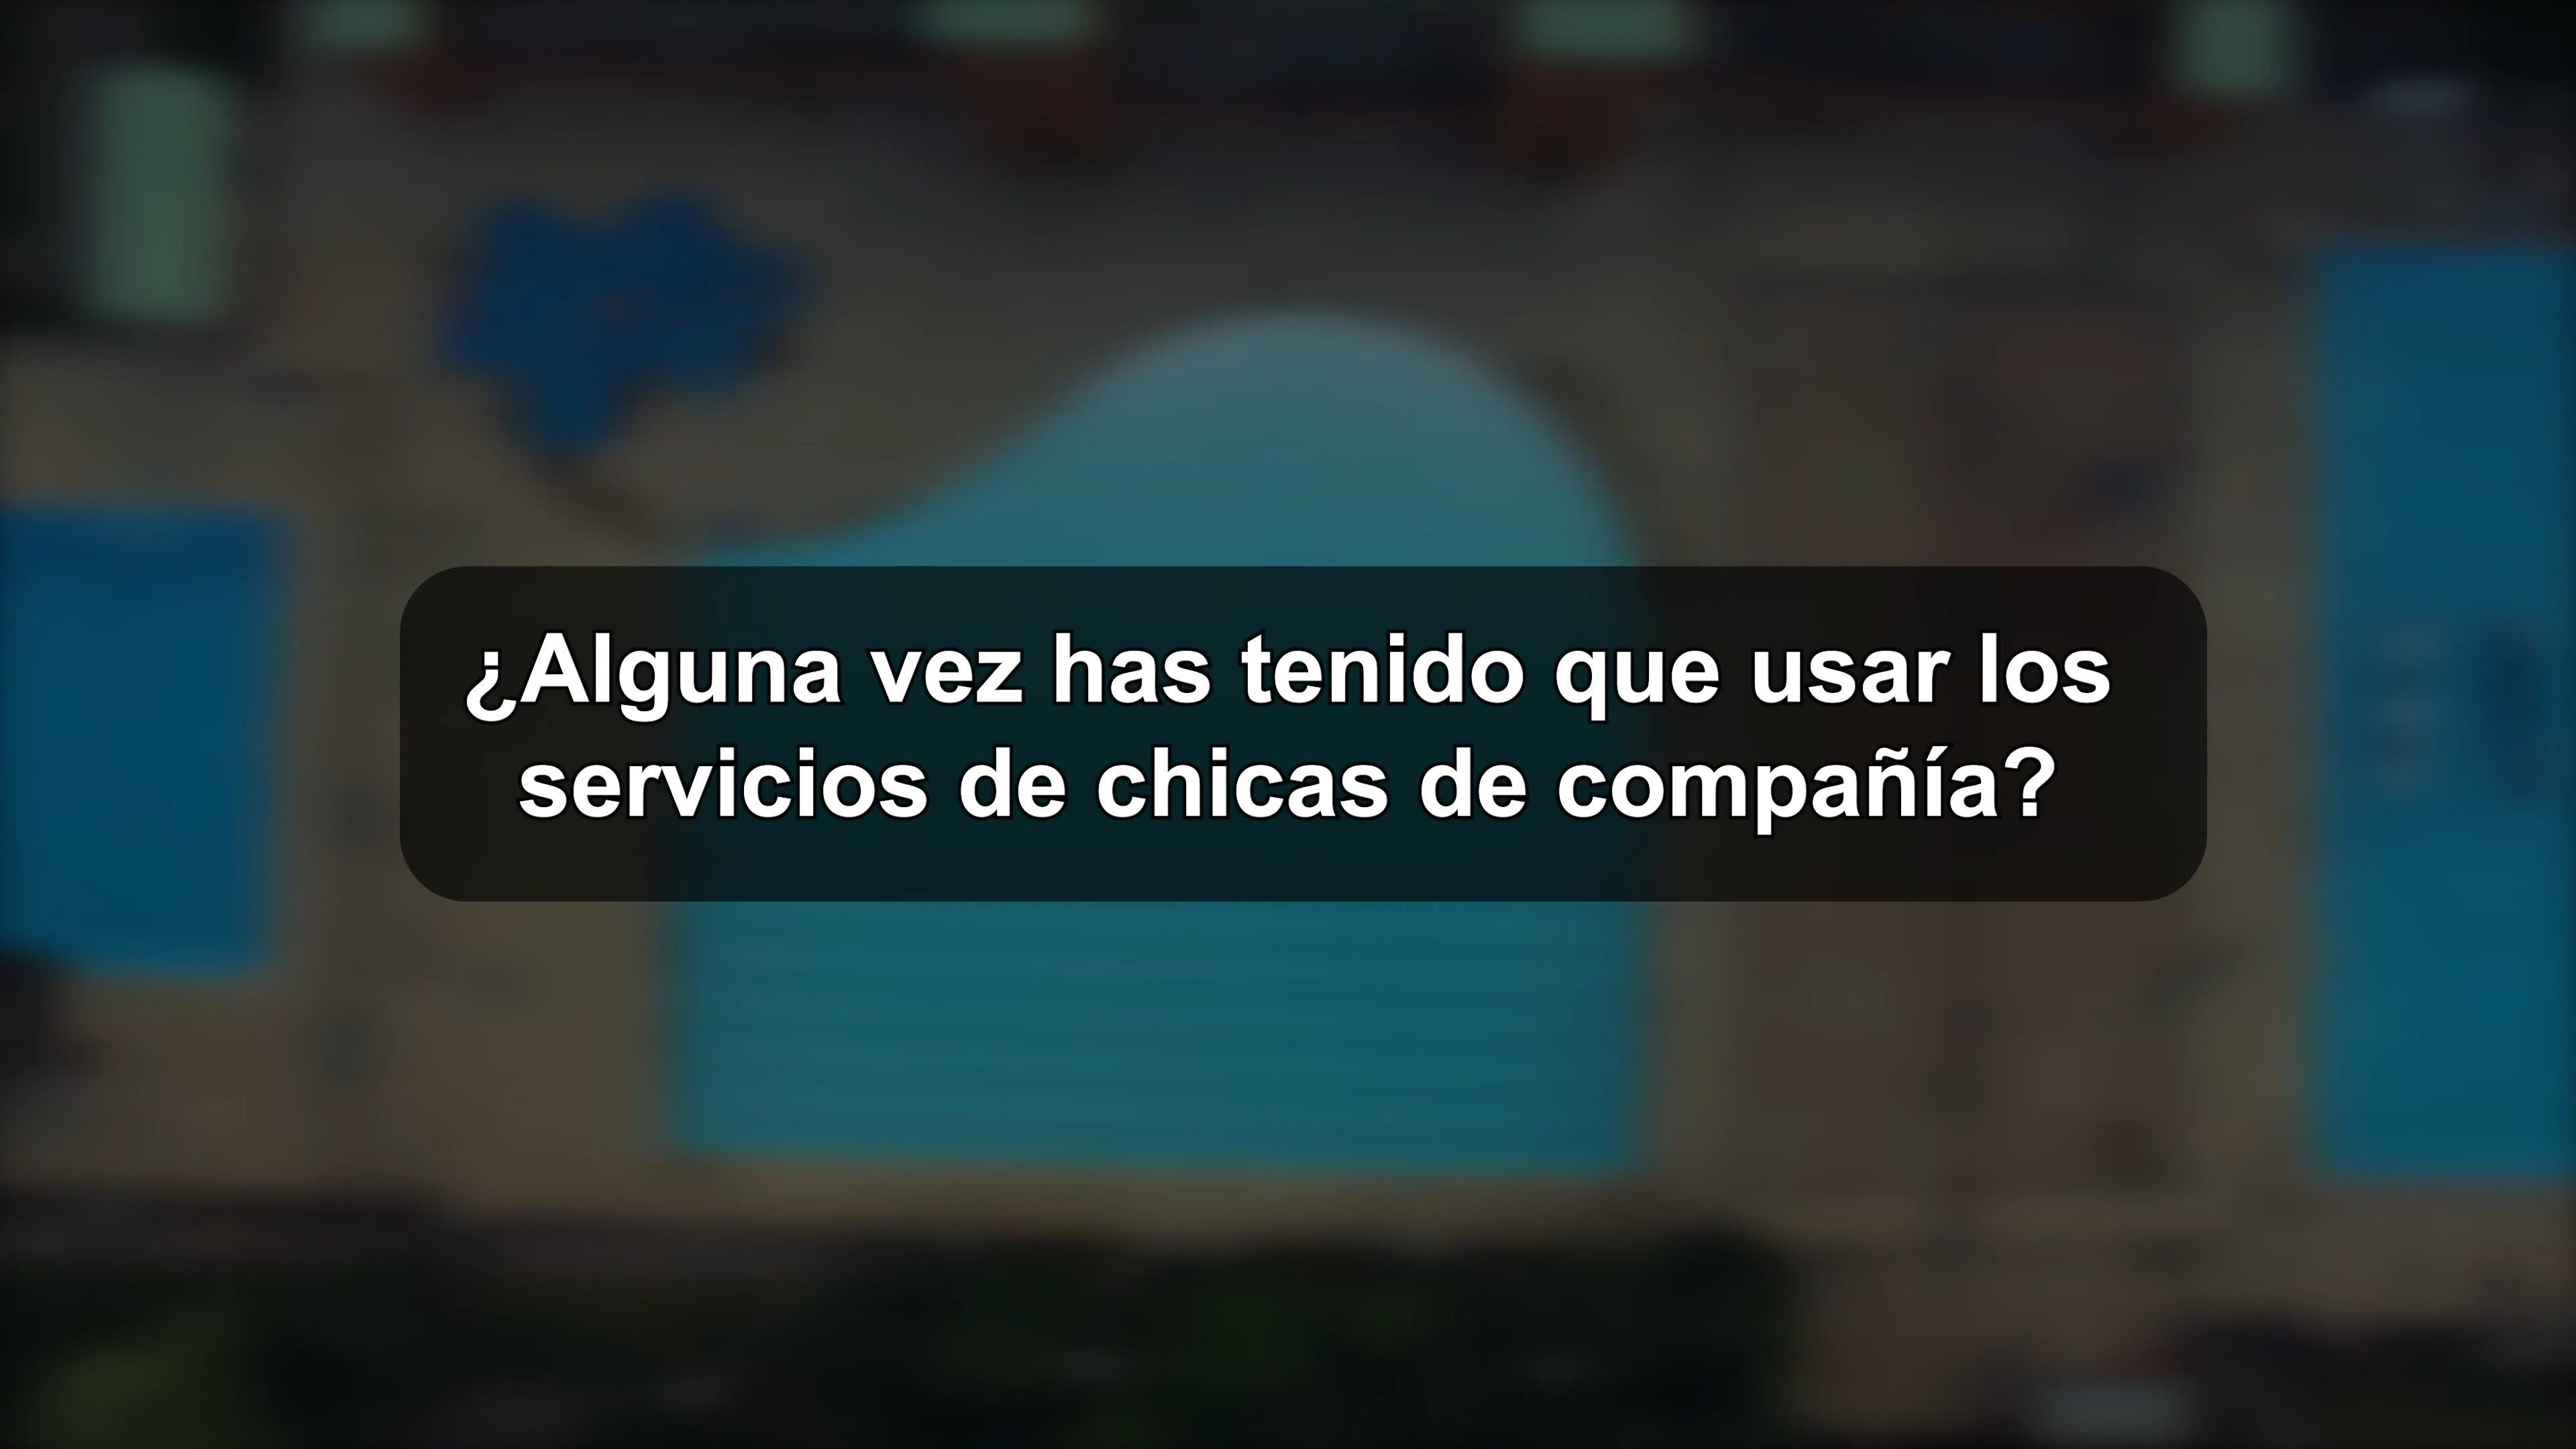 ¿Alguna vez has tenido que usar los
servicios de chicas de compañía?